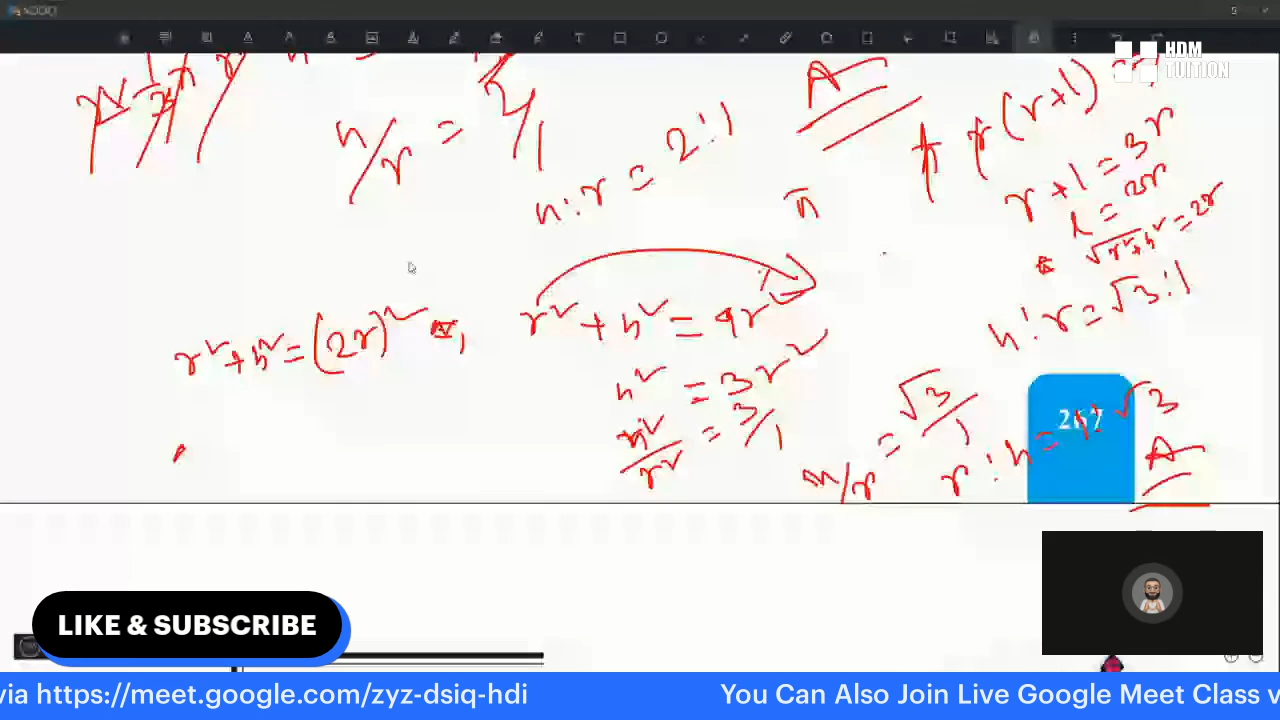 HDM
TUITION
A
r (r+1)
h/r = 2/1
h:r = 2:1
r+1 = 3r
l = 2r
√r²+h² = 2r
h:r = √3:1
r²+h² = (2r)²
r²+h² = 4r²
h² = 3r²
h²/r² = 3/1
h/r = √3/1
r:h = 1:√3
267
A
LIKE & SUBSCRIBE
via https://meet.google.com/zyz-dsiq-hdi
You Can Also Join Live Google Meet Class v